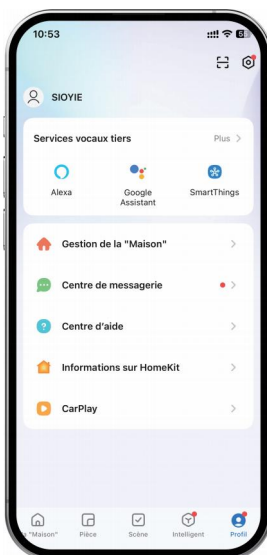 10:53
SIOYIE
Services vocaux tiers
Plus
Alexa
Google
Assistant
SmartThings
Gestion de la "Maison"
Centre de messagerie
Centre d'aide
Informations sur HomeKit
CarPlay
"Maison"
Pièce
Scène
Intelligent
Profil